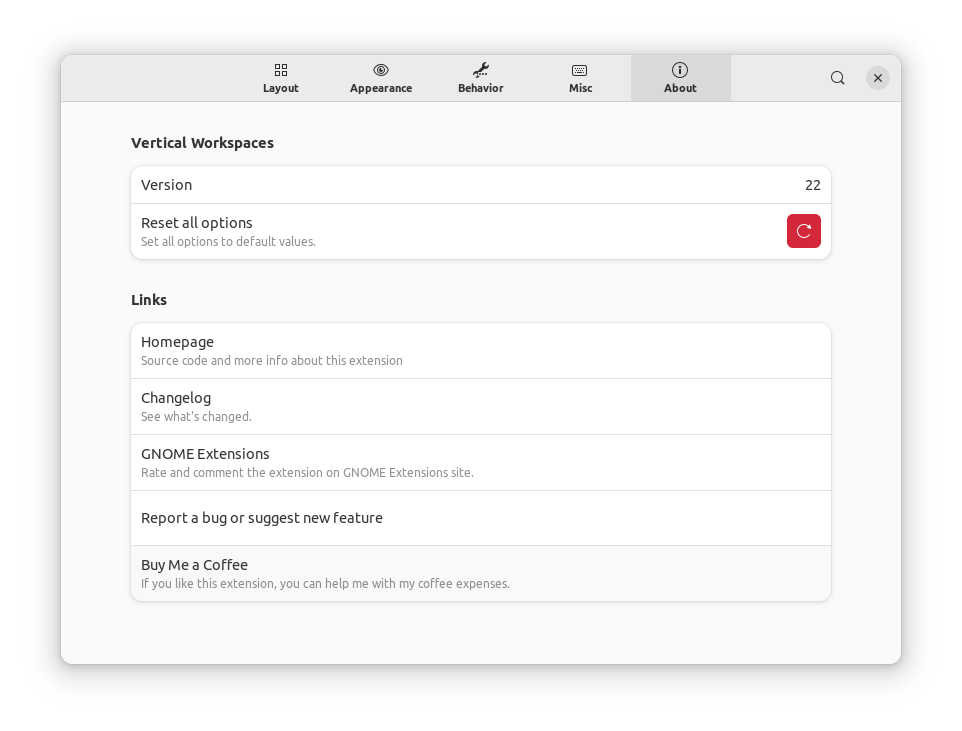 Layout
Appearance
Behavior
Misc
About
Vertical Workspaces
Version 22
Reset all options
Set all options to default values.
Links
Homepage
Source code and more info about this extension
Changelog
See what's changed.
GNOME Extensions
Rate and comment the extension on GNOME Extensions site.
Report a bug or suggest new feature
Buy Me a Coffee
If you like this extension, you can help me with my coffee expenses.